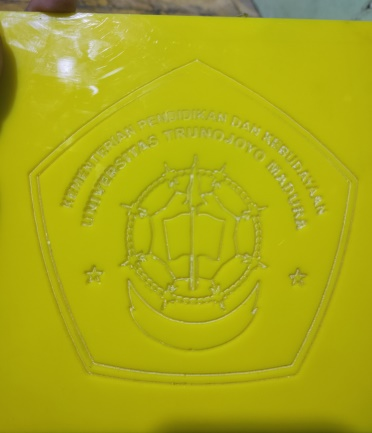 KEMENTERIAN PENDIDIKAN DAN KEBUDAYAAN
UNIVERSITAS TRUNOJOYO MADURA